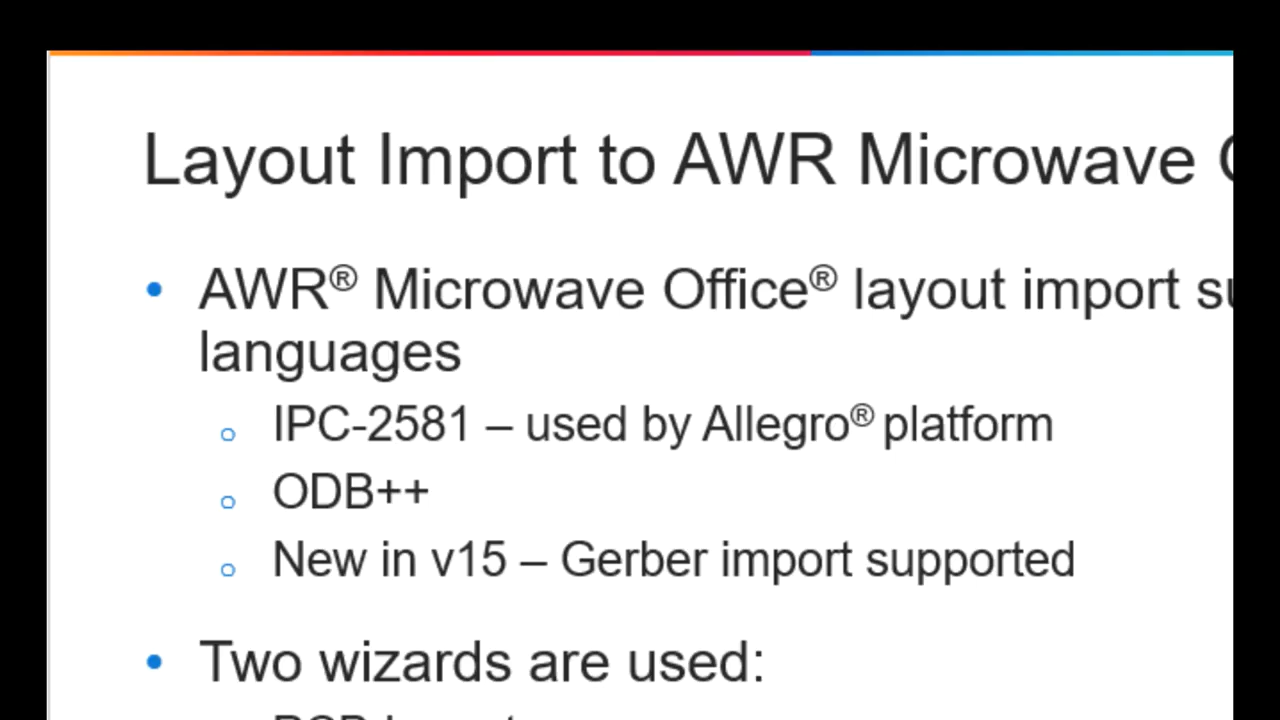 Layout Import to AWR Microwave
AWR® Microwave Office® layout import
languages
IPC-2581 – used by Allegro® platform
ODB++
New in v15 – Gerber import supported
Two wizards are used: